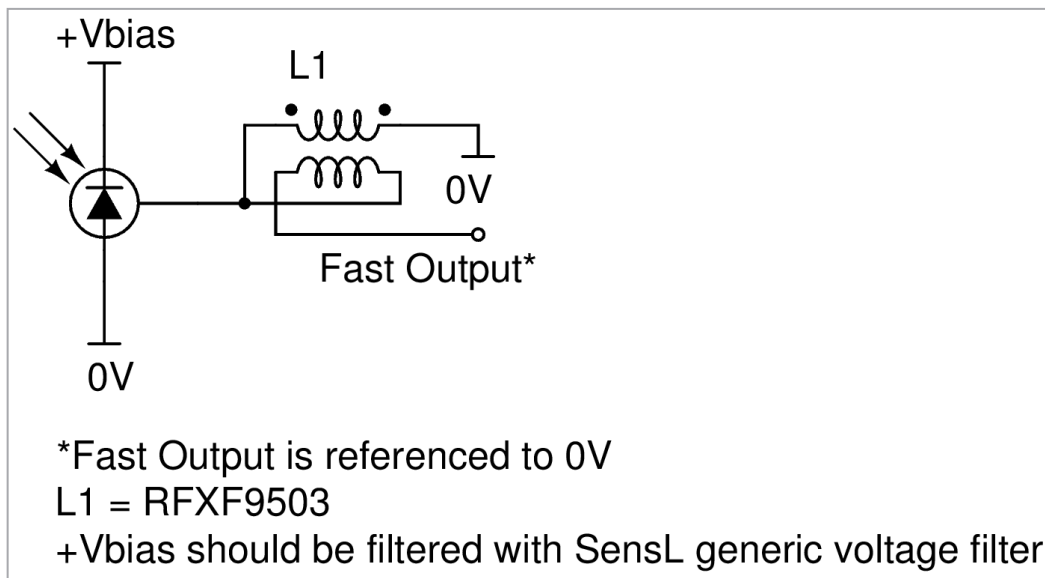 +Vbias
L1
0V
Fast Output*
0V
*Fast Output is referenced to 0V
L1 = RFXF9503
+Vbias should be filtered with SensL generic voltage filter